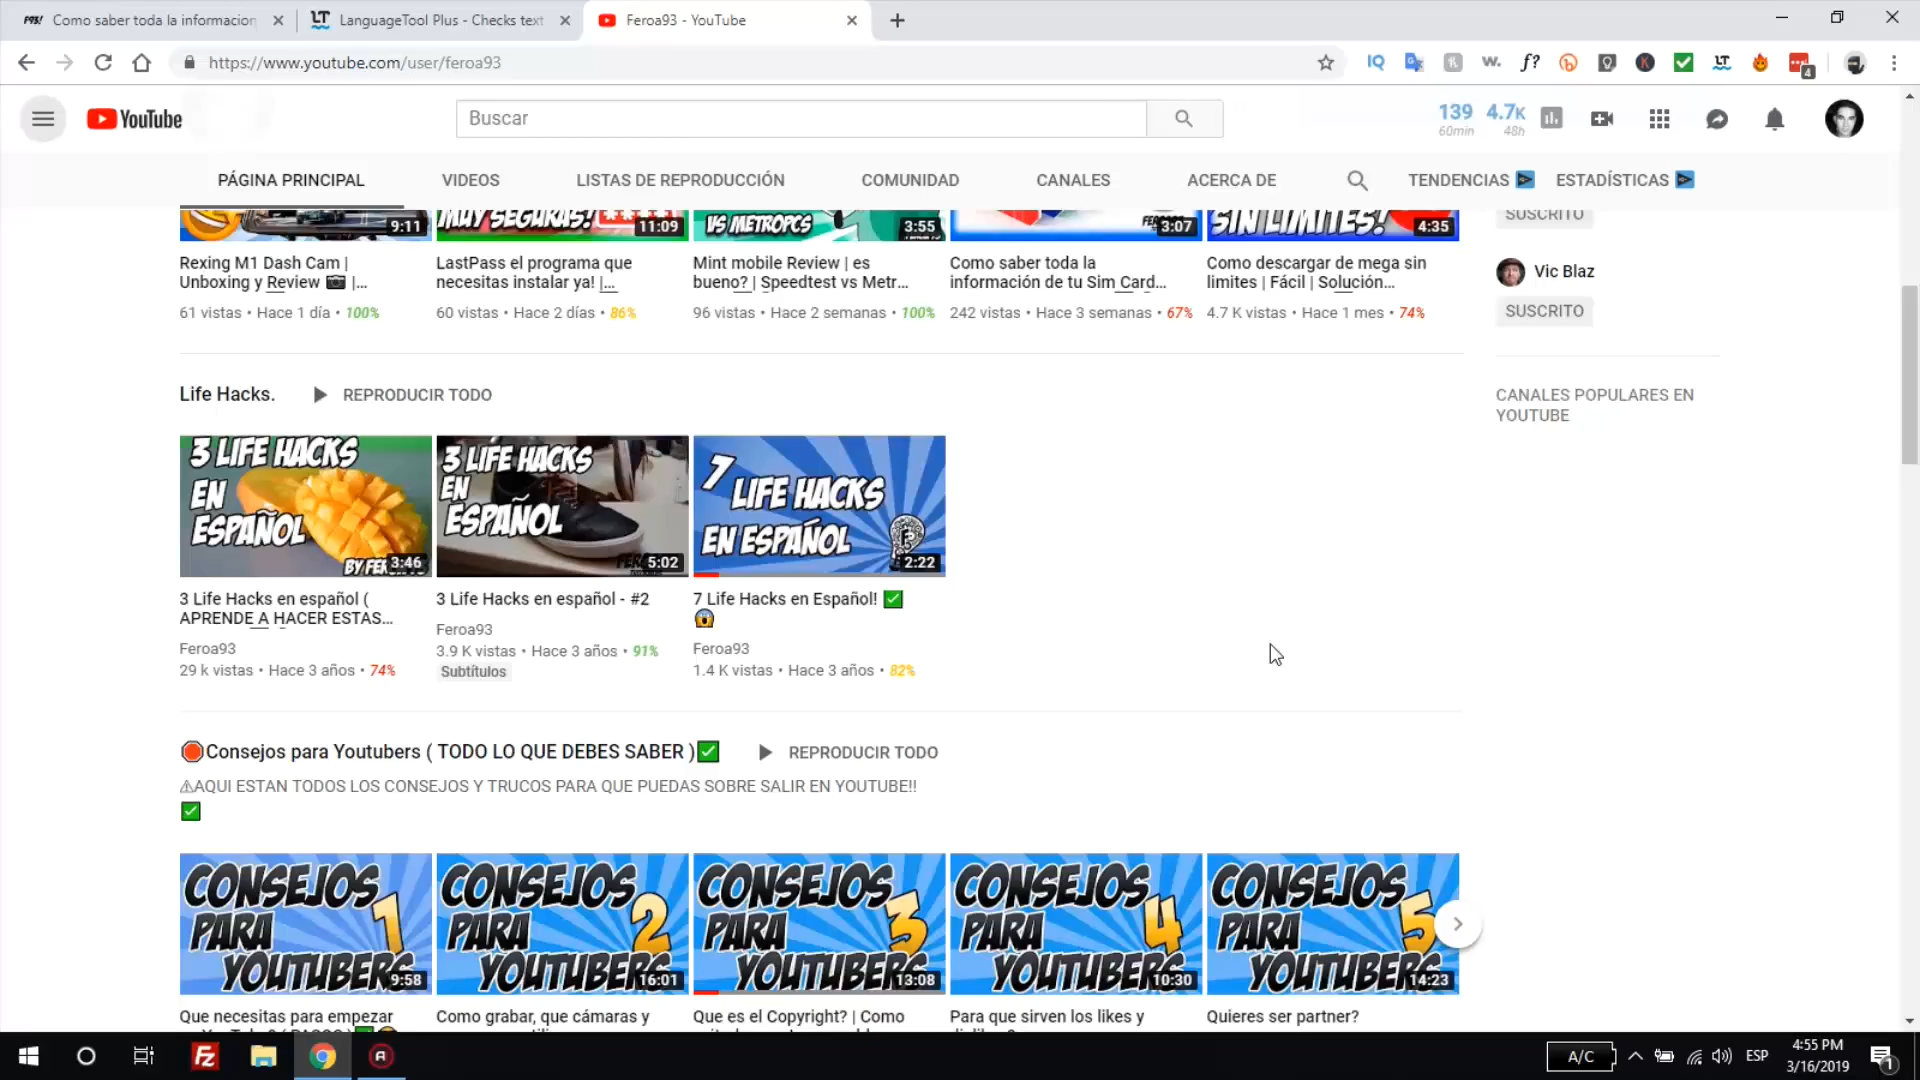 Como saber toda la informacion
LanguageTool Plus - Checks text
Feroa93 - YouTube
https://www.youtube.com/user/feroa93
YouTube
Buscar
139
60min
4.7K
48h
PÁGINA PRINCIPAL
VIDEOS
LISTAS DE REPRODUCCIÓN
COMUNIDAD
CANALES
ACERCA DE
TENDENCIAS
ESTADÍSTICAS
9:11
MUY SEGURAS!
11:09
VS METROPCS
3:55
3:07
SIN LIMITES!
4:35
SUSCRITO
Rexing M1 Dash Cam |
Unboxing y Review 📷 |...
61 vistas • Hace 1 día • 100%
LastPass el programa que
necesitas instalar ya! |...
60 vistas • Hace 2 días • 86%
Mint mobile Review | es
bueno? | Speedtest vs Metr...
96 vistas • Hace 2 semanas • 100%
Como saber toda la
información de tu Sim Card...
242 vistas • Hace 3 semanas • 67%
Como descargar de mega sin
limites | Fácil | Solución...
4.7 K vistas • Hace 1 mes • 74%
Vic Blaz
SUSCRITO
CANALES POPULARES EN
YOUTUBE
Life Hacks.
REPRODUCIR TODO
3 LIFE HACKS
EN
ESPAÑOL
3:46
3 LIFE HACKS
EN
ESPAÑOL
5:02
7 LIFE HACKS
EN ESPAÑOL
2:22
3 Life Hacks en español (
APRENDE A HACER ESTAS...
Feroa93
29 k vistas • Hace 3 años • 74%
3 Life Hacks en español - #2
Feroa93
3.9 K vistas • Hace 3 años • 91%
Subtítulos
7 Life Hacks en Español! ✅
😱
Feroa93
1.4 K vistas • Hace 3 años • 82%
🛑Consejos para Youtubers ( TODO LO QUE DEBES SABER )✅
REPRODUCIR TODO
⚠AQUI ESTAN TODOS LOS CONSEJOS Y TRUCOS PARA QUE PUEDAS SOBRE SALIR EN YOUTUBE!!
✅
CONSEJOS
PARA 1
YOUTUBERS
9:58
CONSEJOS
PARA 2
YOUTUBERS
16:01
CONSEJOS
PARA 3
YOUTUBERS
13:08
CONSEJOS
PARA 4
YOUTUBERS
10:30
CONSEJOS
PARA 5
YOUTUBERS
14:23
Que necesitas para empezar
Como grabar, que cámaras y
Que es el Copyright? | Como
Para que sirven los likes y
Quieres ser partner?
A/C
ESP
4:55 PM
3/16/2019
1